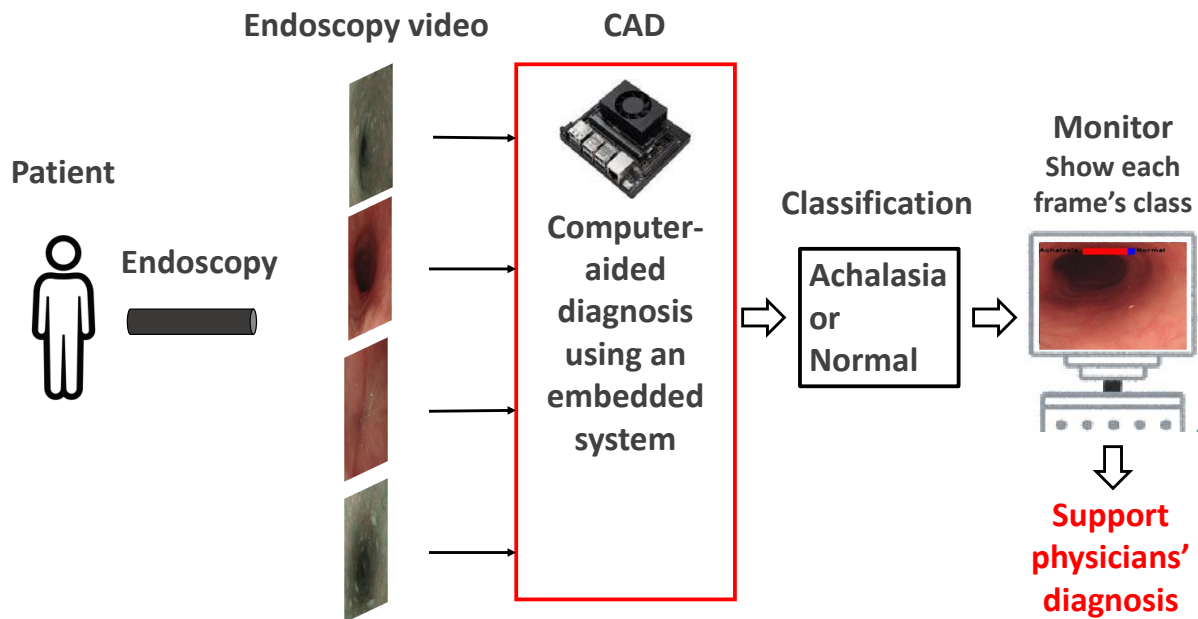 Endoscopy video
CAD
Patient
Endoscopy
Computer-
aided
diagnosis
using an
embedded
system
Classification
Achalasia
or
Normal
Monitor
Show each
frame's class
Achalasia
Normal
Support
physicians'
diagnosis